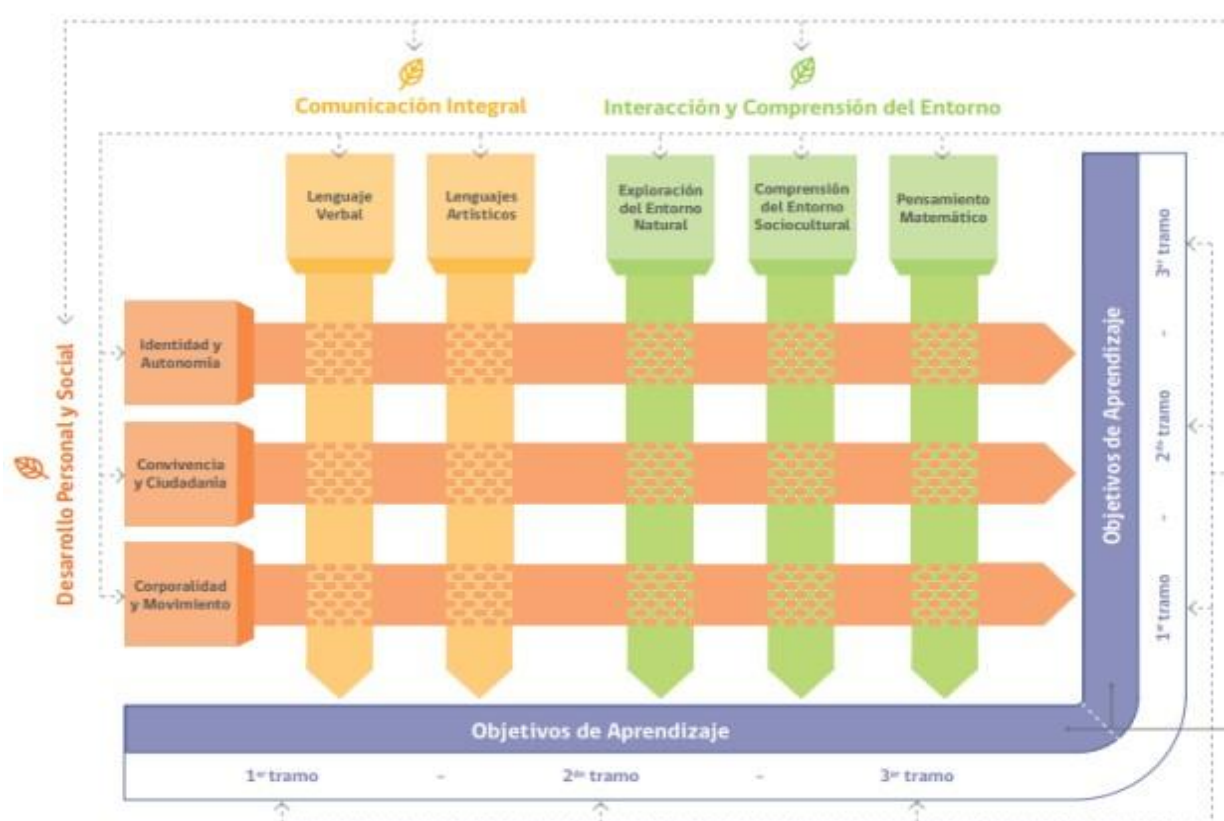 Comunicación Integral
Interacción y Comprensión del Entorno
Lenguaje
Verbal
Lenguajes
Artísticos
Exploración
del Entorno
Natural
Comprensión
del Entorno
Sociocultural
Pensamiento
Matemático
Desarrollo Personal y Social
Identidad y
Autonomía
Convivencia
y Ciudadanía
Corporalidad
y Movimiento
Objetivos de Aprendizaje
1er tramo - 2do tramo - 3er tramo
Objetivos de Aprendizaje
1er tramo - 2do tramo - 3er tramo